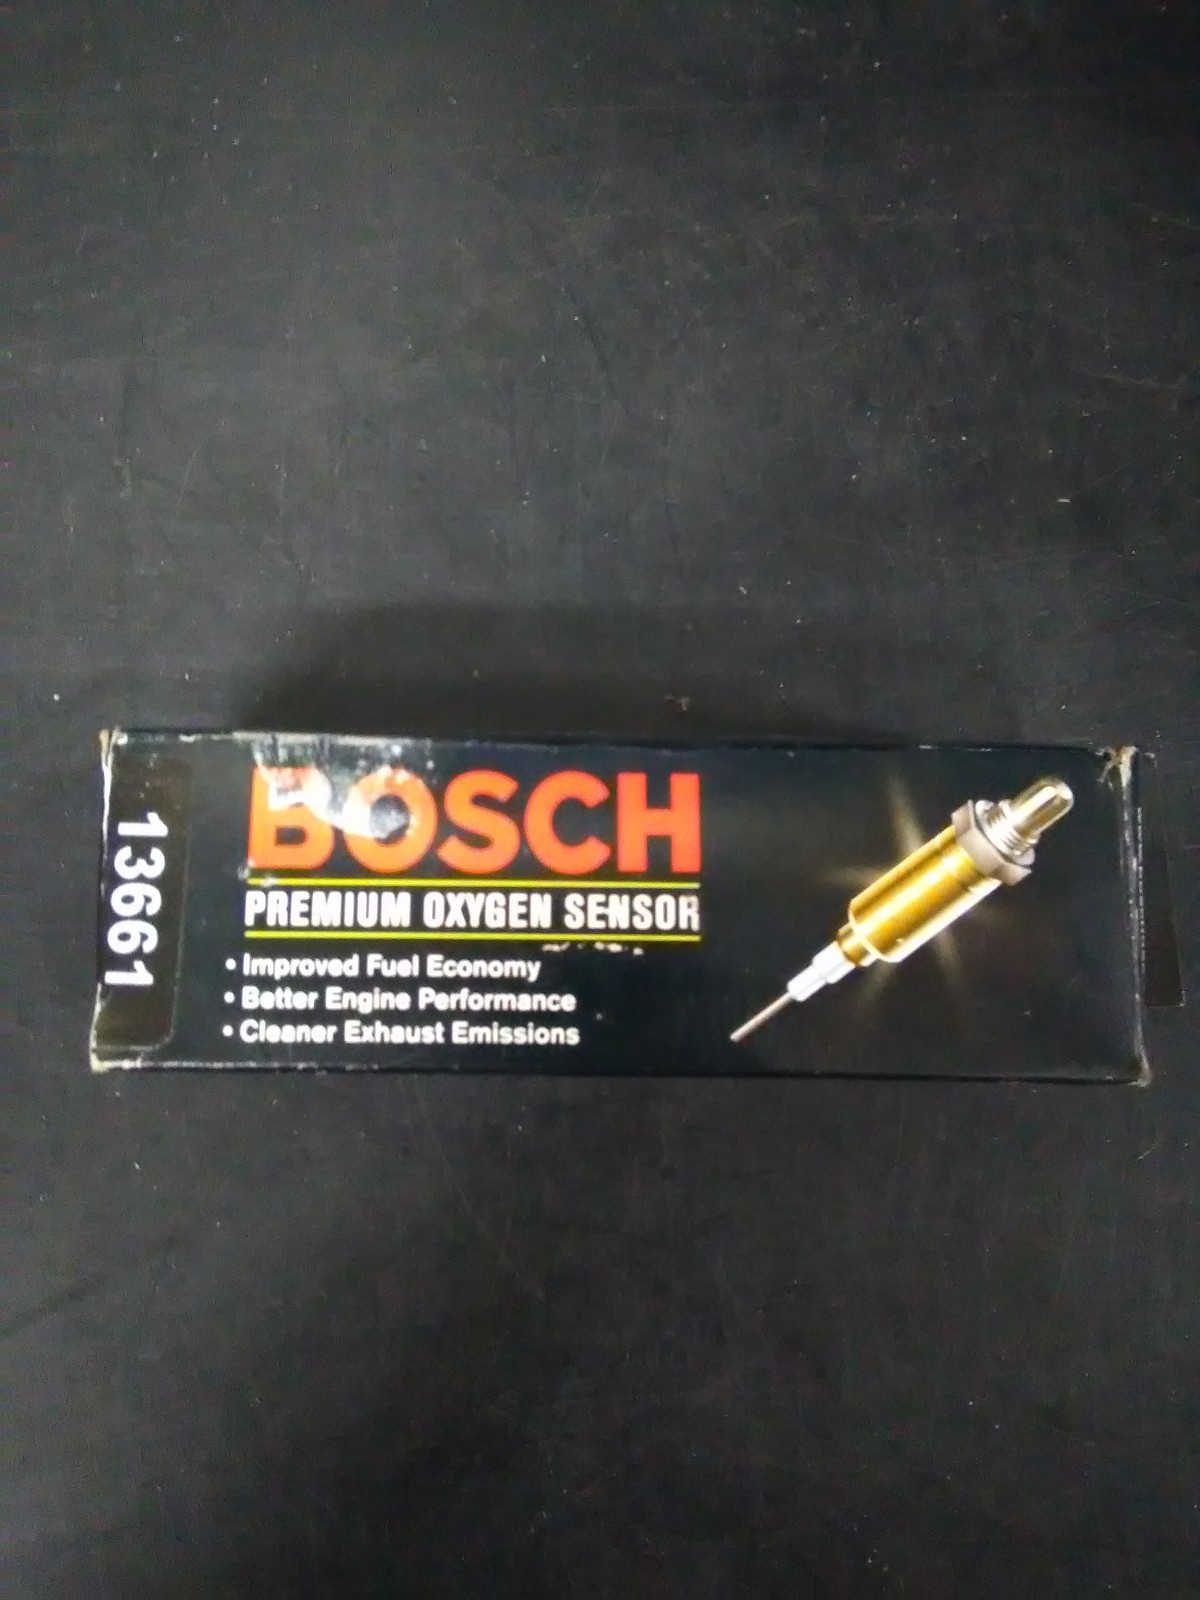 13661
BOSCH
PREMIUM OXYGEN SENSOR
• Improved Fuel Economy
• Better Engine Performance
• Cleaner Exhaust Emissions